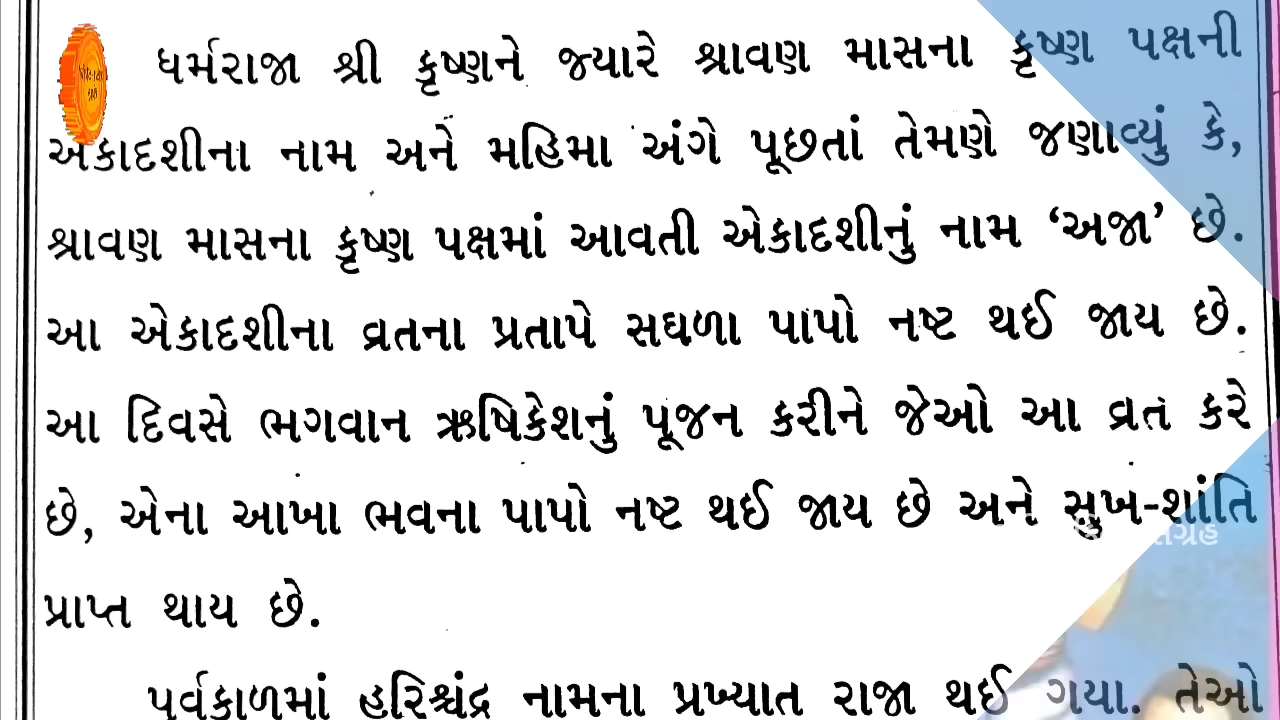 ધર્મરાજા શ્રી કૃષ્ણને જ્યારે શ્રાવણ માસના કૃષ્ણ પક્ષની
એકાદશીના નામ અને મહિમા અંગે પૂછતાં તેમણે જણાવ્યું કે,
શ્રાવણ માસના કૃષ્ણ પક્ષમાં આવતી એકાદશીનું નામ ‘અજા’ છે.
આ એકાદશીના વ્રતના પ્રતાપે સઘળા પાપો નષ્ટ થઈ જાય છે.
આ દિવસે ભગવાન ઋષિકેશનું પૂજન કરીને જેઓ આ વ્રત કરે
છે, એના આખા ભવના પાપો નષ્ટ થઈ જાય છે અને સુખ-શાંતિ
પ્રાપ્ત થાય છે.
પૂર્વકાળમાં હરિશ્ચંદ્ર નામના પ્રખ્યાત રાજા થઈ ગયા. તેઓ